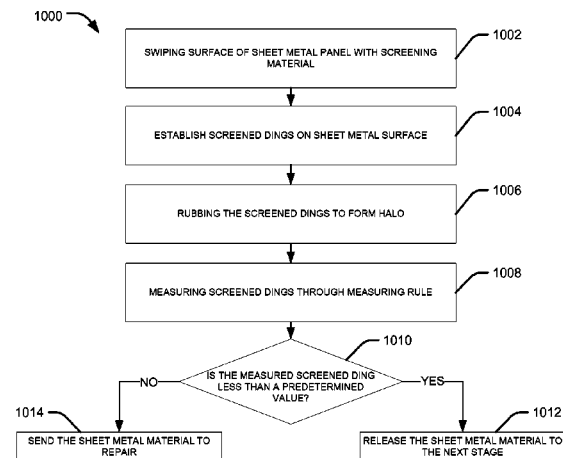 1000
1002
SWIPING SURFACE OF SHEET METAL PANEL WITH SCREENING
MATERIAL
1004
ESTABLISH SCREENED DINGS ON SHEET METAL SURFACE
1006
RUBBING THE SCREENED DINGS TO FORM HALO
1008
MEASURING SCREENED DINGS THROUGH MEASURING RULE
1010
IS THE MEASURED SCREENED DING
LESS THAN A PREDETERMINED
VALUE?
NO
YES
1014
SEND THE SHEET METAL MATERIAL TO
REPAIR
1012
RELEASE THE SHEET METAL MATERIAL TO
THE NEXT STAGE